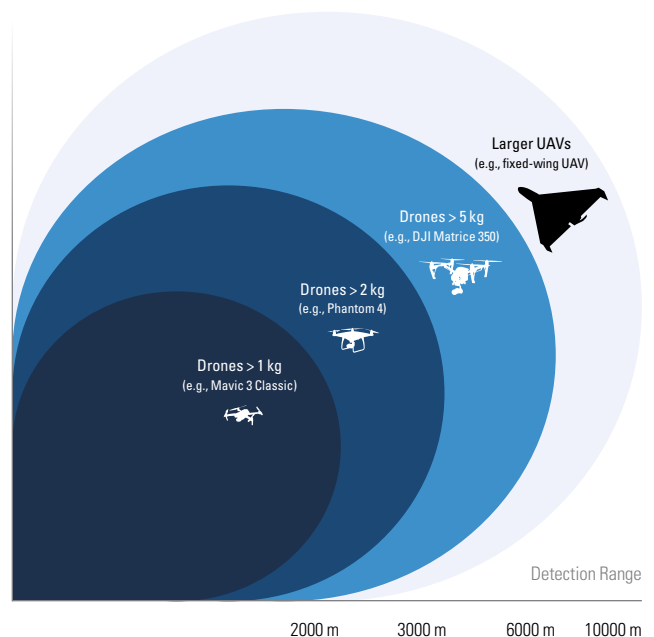 Larger UAVs
(e.g., fixed-wing UAV)
Drones > 5 kg
(e.g., DJI Matrice 350)
Drones > 2 kg
(e.g., Phantom 4)
Drones > 1 kg
(e.g., Mavic 3 Classic)
Detection Range
2000 m 3000 m 6000 m 10000 m